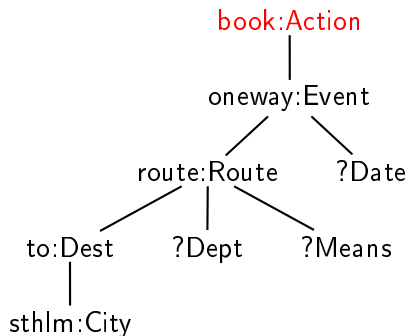 book:Action
oneway:Event
route:Route ?Date
to:Dest ?Dept ?Means
sthlm:City